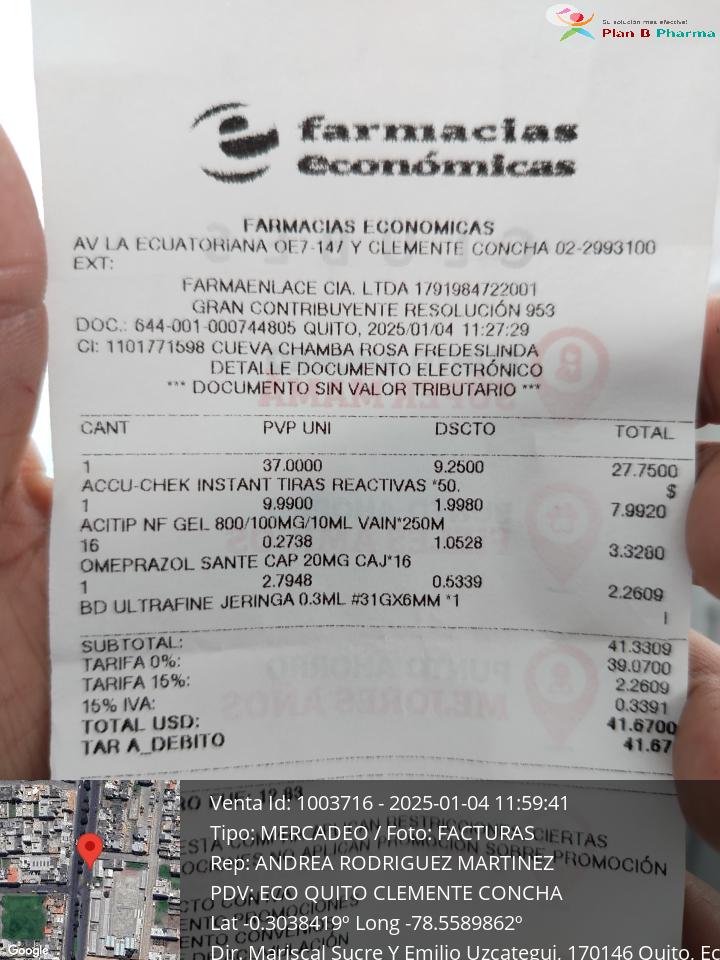 Su solución más efectiva!
Plan B Pharma
farmacias
económicas
FARMACIAS ECONOMICAS
AV LA ECUATORIANA OE7-147 Y CLEMENTE CONCHA 02-2993100
EXT:
FARMAENLACE CIA. LTDA 1791984722001
GRAN CONTRIBUYENTE RESOLUCIÓN 953
DOC.: 644-001-000744805 QUITO, 2025/01/04 11:27:29
CI: 1101771598 CUEVA CHAMBA ROSA FREDESLINDA
DETALLE DOCUMENTO ELECTRÓNICO
*** DOCUMENTO SIN VALOR TRIBUTARIO ***
CANT PVP UNI DSCTO TOTAL
1 37.0000 9.2500 27.7500
ACCU-CHEK INSTANT TIRAS REACTIVAS *50. $
1 9.9900 1.9980 7.9920
ACITIP NF GEL 800/100MG/10ML VAIN*250M
16 0.2738 1.0528 3.3280
OMEPRAZOL SANTE CAP 20MG CAJ*16
1 2.7948 0.5339 2.2609
BD ULTRAFINE JERINGA 0.3ML #31GX6MM *1 I
SUBTOTAL: 41.3309
TARIFA 0%: 39.0700
TARIFA 15%: 2.2609
15% IVA: 0.3391
TOTAL USD: 41.6700
TAR A_DEBITO 41.67
Venta Id: 1003716 - 2025-01-04 11:59:41
Tipo: MERCADEO / Foto: FACTURAS
Rep: ANDREA RODRIGUEZ MARTINEZ
PDV: ECO QUITO CLEMENTE CONCHA
Lat -0.3038419º Long -78.5589862º
Dir. Mariscal Sucre Y Emilio Uzcategui, 170146 Quito, Ec
Google